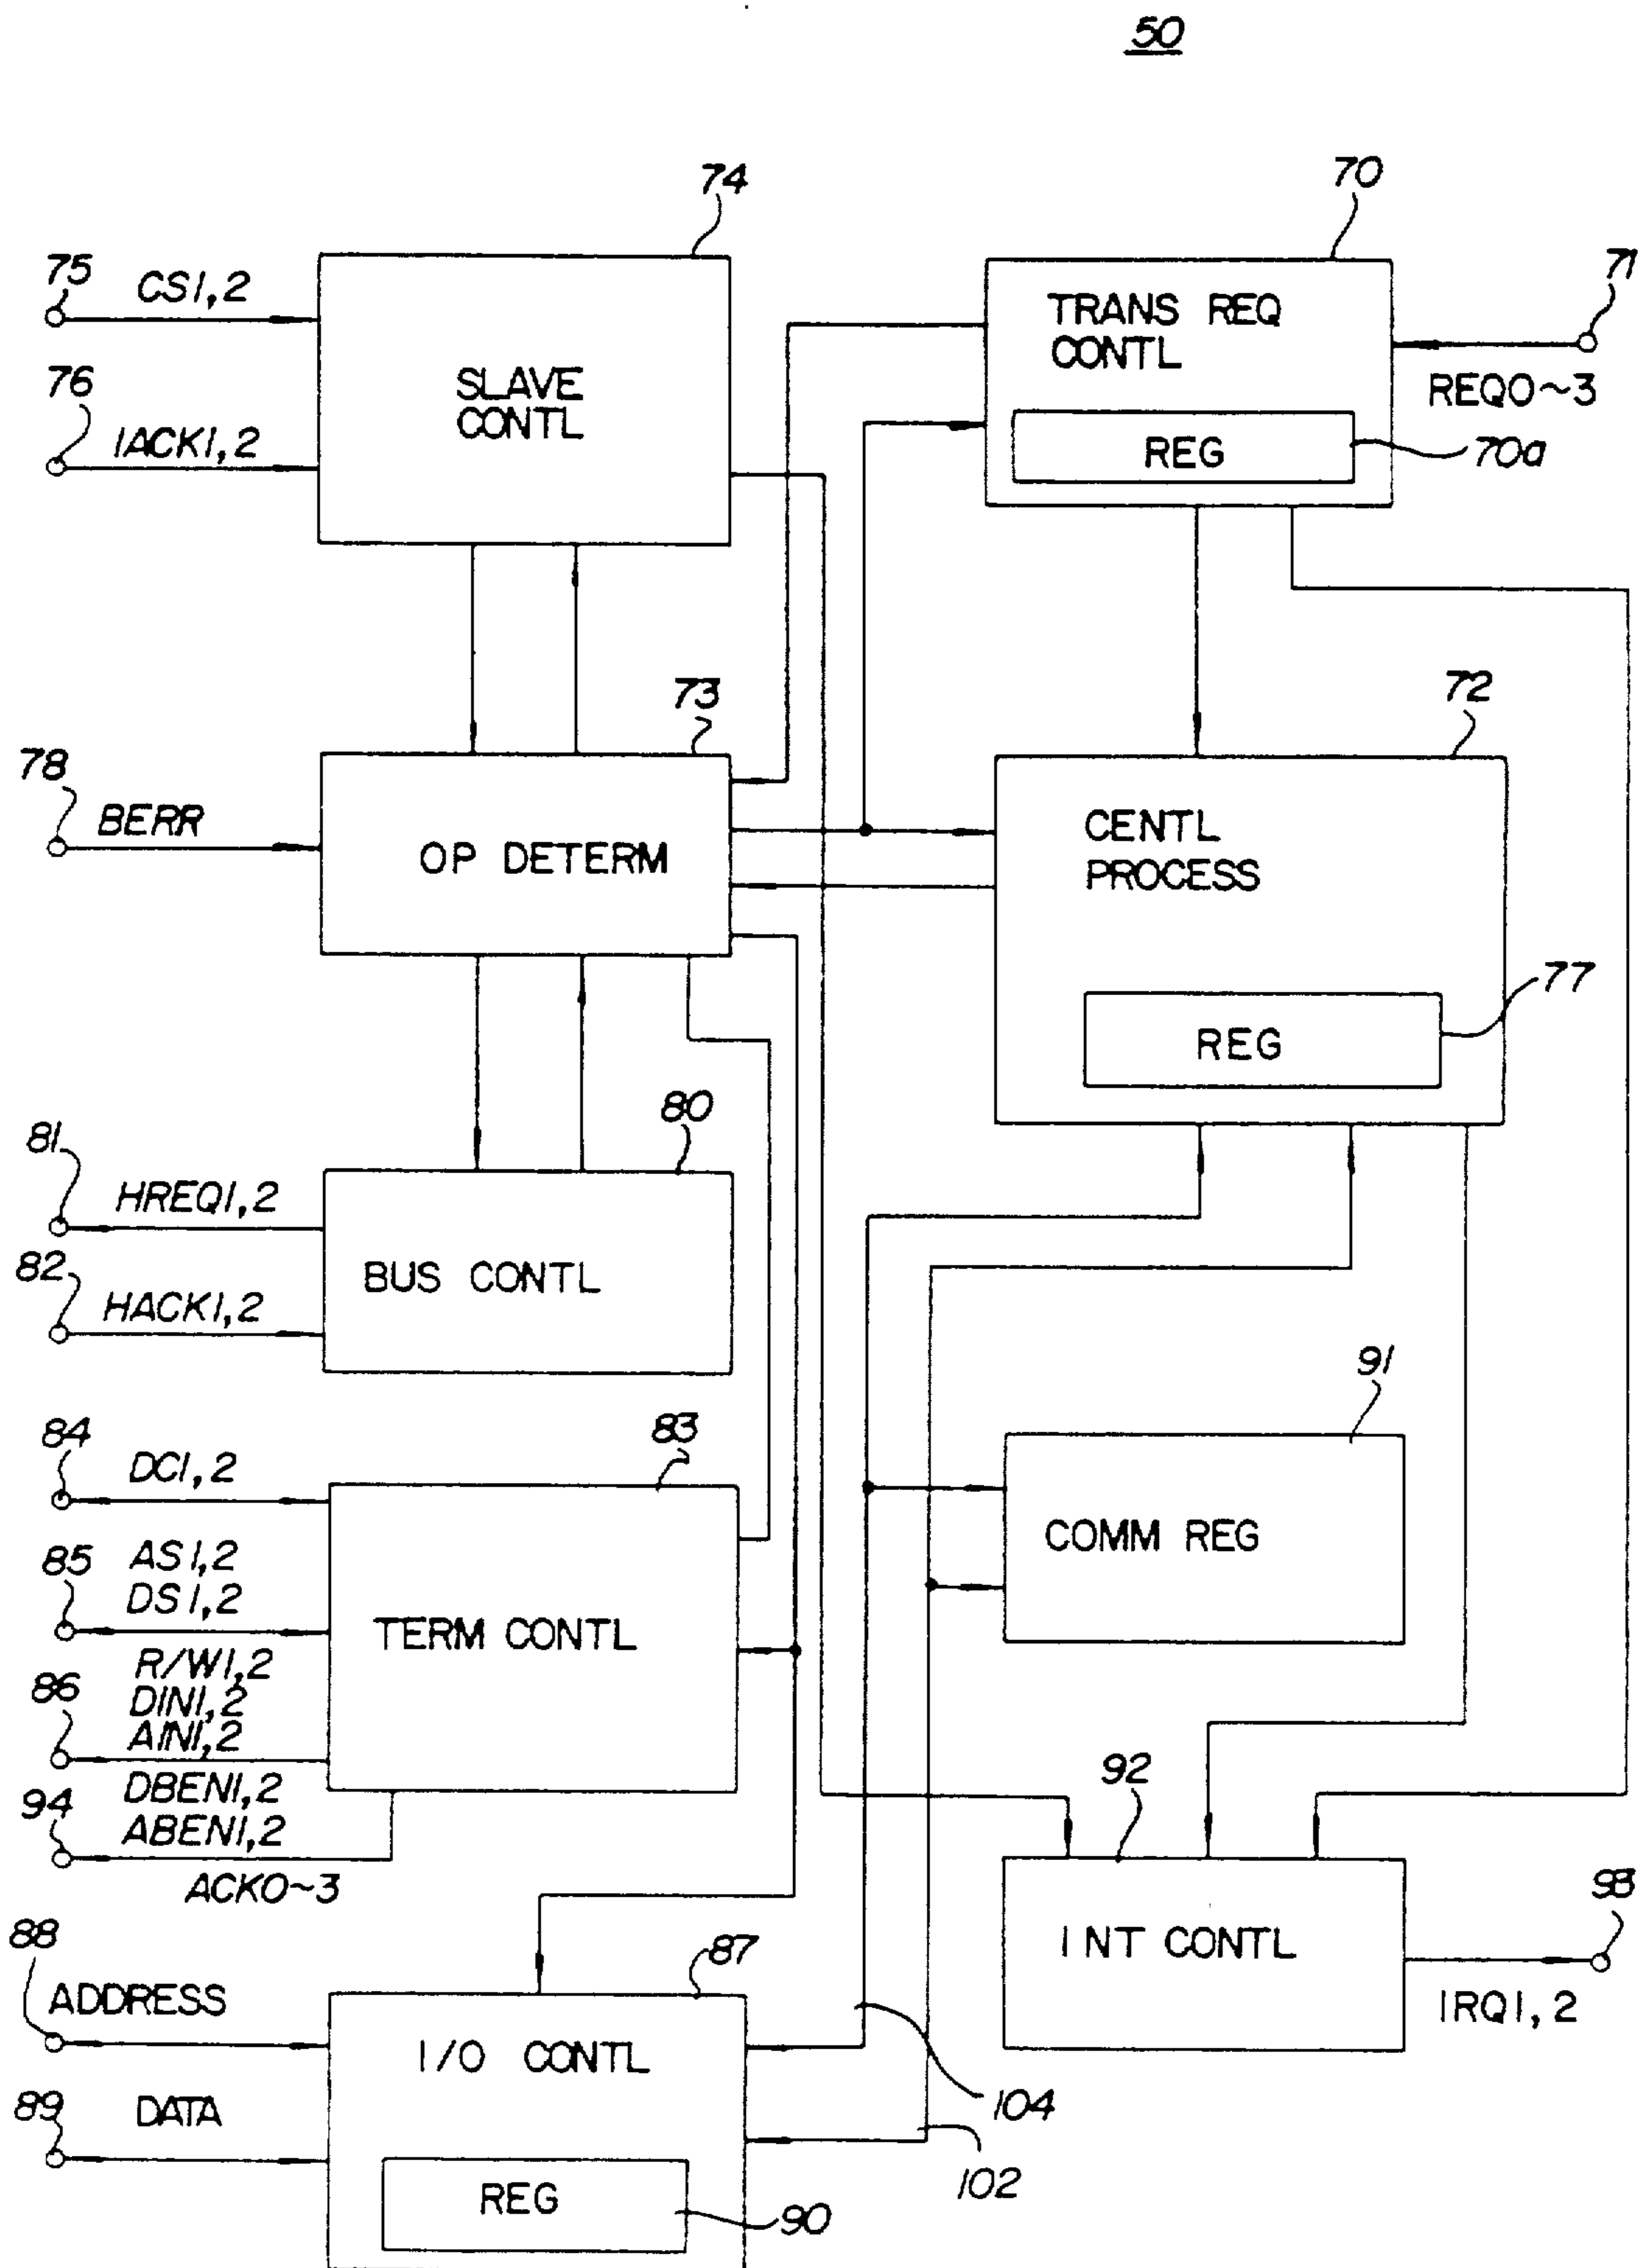 50
74
70
75
CS1,2
71
TRANS REQ
CONTL
76
SLAVE
CONTL
REQ0~3
IACK1,2
REG
70a
73
72
78
BERR
CENTL
PROCESS
OP DETERM
77
REG
80
81
HREQ1,2
82
BUS CONTL
HACK1,2
91
84
83
DC1,2
COMM REG
85
AS1,2
DS1,2
TERM CONTL
R/W1,2
86
DIN1,2
AIN1,2
92
DBEN1,2
94
ABEN1,2
ACK0~3
93
88
87
INT CONTL
ADDRESS
IRQ1,2
I/O CONTL
89
DATA
104
102
REG
90